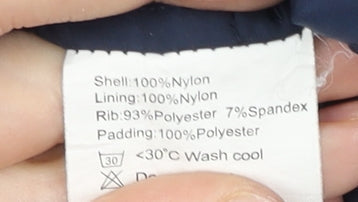 Shell:100%Nylon
Lining:100%Nylon
Rib:93%Polyester 7%Spandex
Padding:100%Polyester
30 <30°C Wash cool